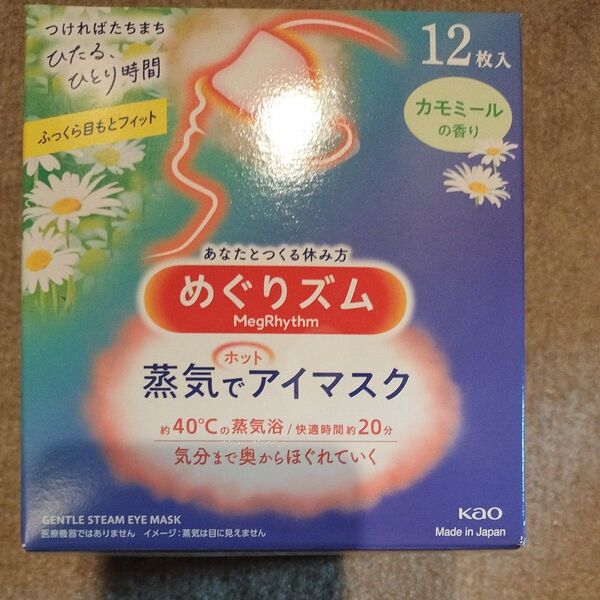 つければたちまち
ひたる、
ひとり時間
ふっくら目もとフィット
12枚入
カモミール
の香り
あなたとつくる休み方
めぐりズム
MegRhythm
蒸気でホットアイマスク
約40℃の蒸気浴/快適時間約20分
気分まで奥からほぐれていく
GENTLE STEAM EYE MASK
医療機器ではありません イメージ:蒸気は目に見えません
Kao
Made in Japan